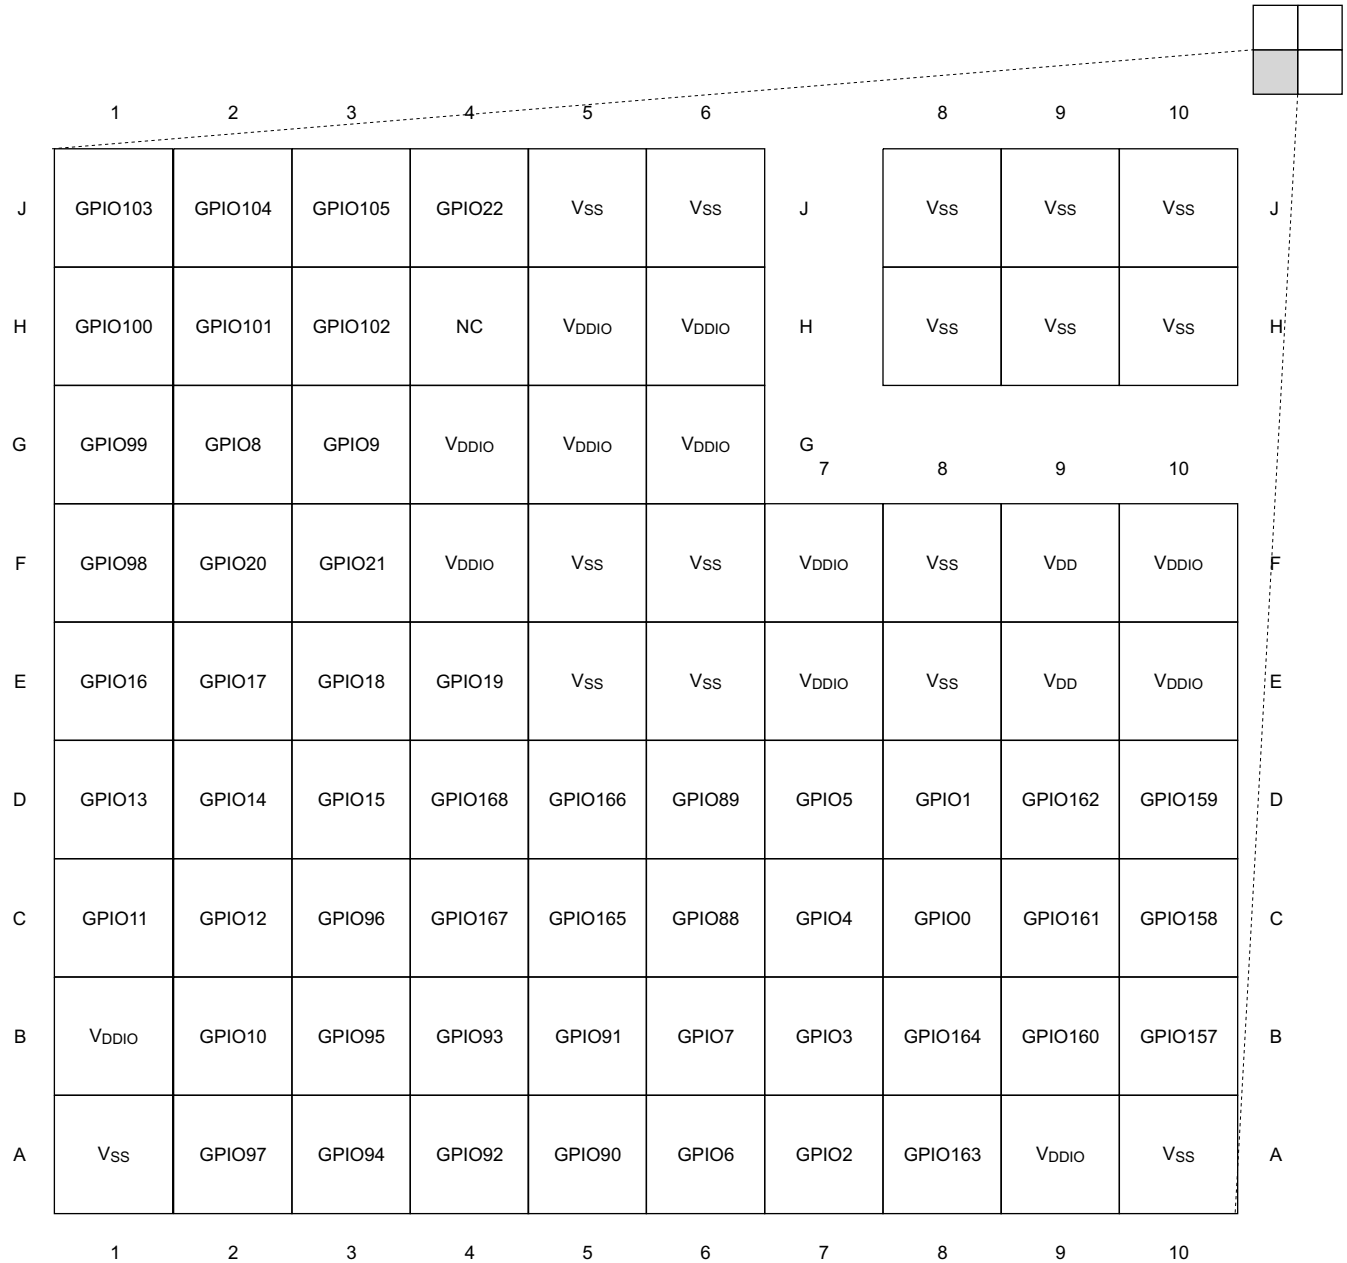 1 2 3 4 5 6 8 9 10
J GPIO103 GPIO104 GPIO105 GPIO22 VSS VSS J VSS VSS VSS J
H GPIO100 GPIO101 GPIO102 NC VDDIO VDDIO H VSS VSS VSS H
G GPIO99 GPIO8 GPIO9 VDDIO VDDIO VDDIO G
7 8 9 10
F GPIO98 GPIO20 GPIO21 VDDIO VSS VSS VDDIO VSS VDD VDDIO F
E GPIO16 GPIO17 GPIO18 GPIO19 VSS VSS VDDIO VSS VDD VDDIO E
D GPIO13 GPIO14 GPIO15 GPIO168 GPIO166 GPIO89 GPIO5 GPIO1 GPIO162 GPIO159 D
C GPIO11 GPIO12 GPIO96 GPIO167 GPIO165 GPIO88 GPIO4 GPIO0 GPIO161 GPIO158 C
B VDDIO GPIO10 GPIO95 GPIO93 GPIO91 GPIO7 GPIO3 GPIO164 GPIO160 GPIO157 B
A VSS GPIO97 GPIO94 GPIO92 GPIO90 GPIO6 GPIO2 GPIO163 VDDIO VSS A
1 2 3 4 5 6 7 8 9 10